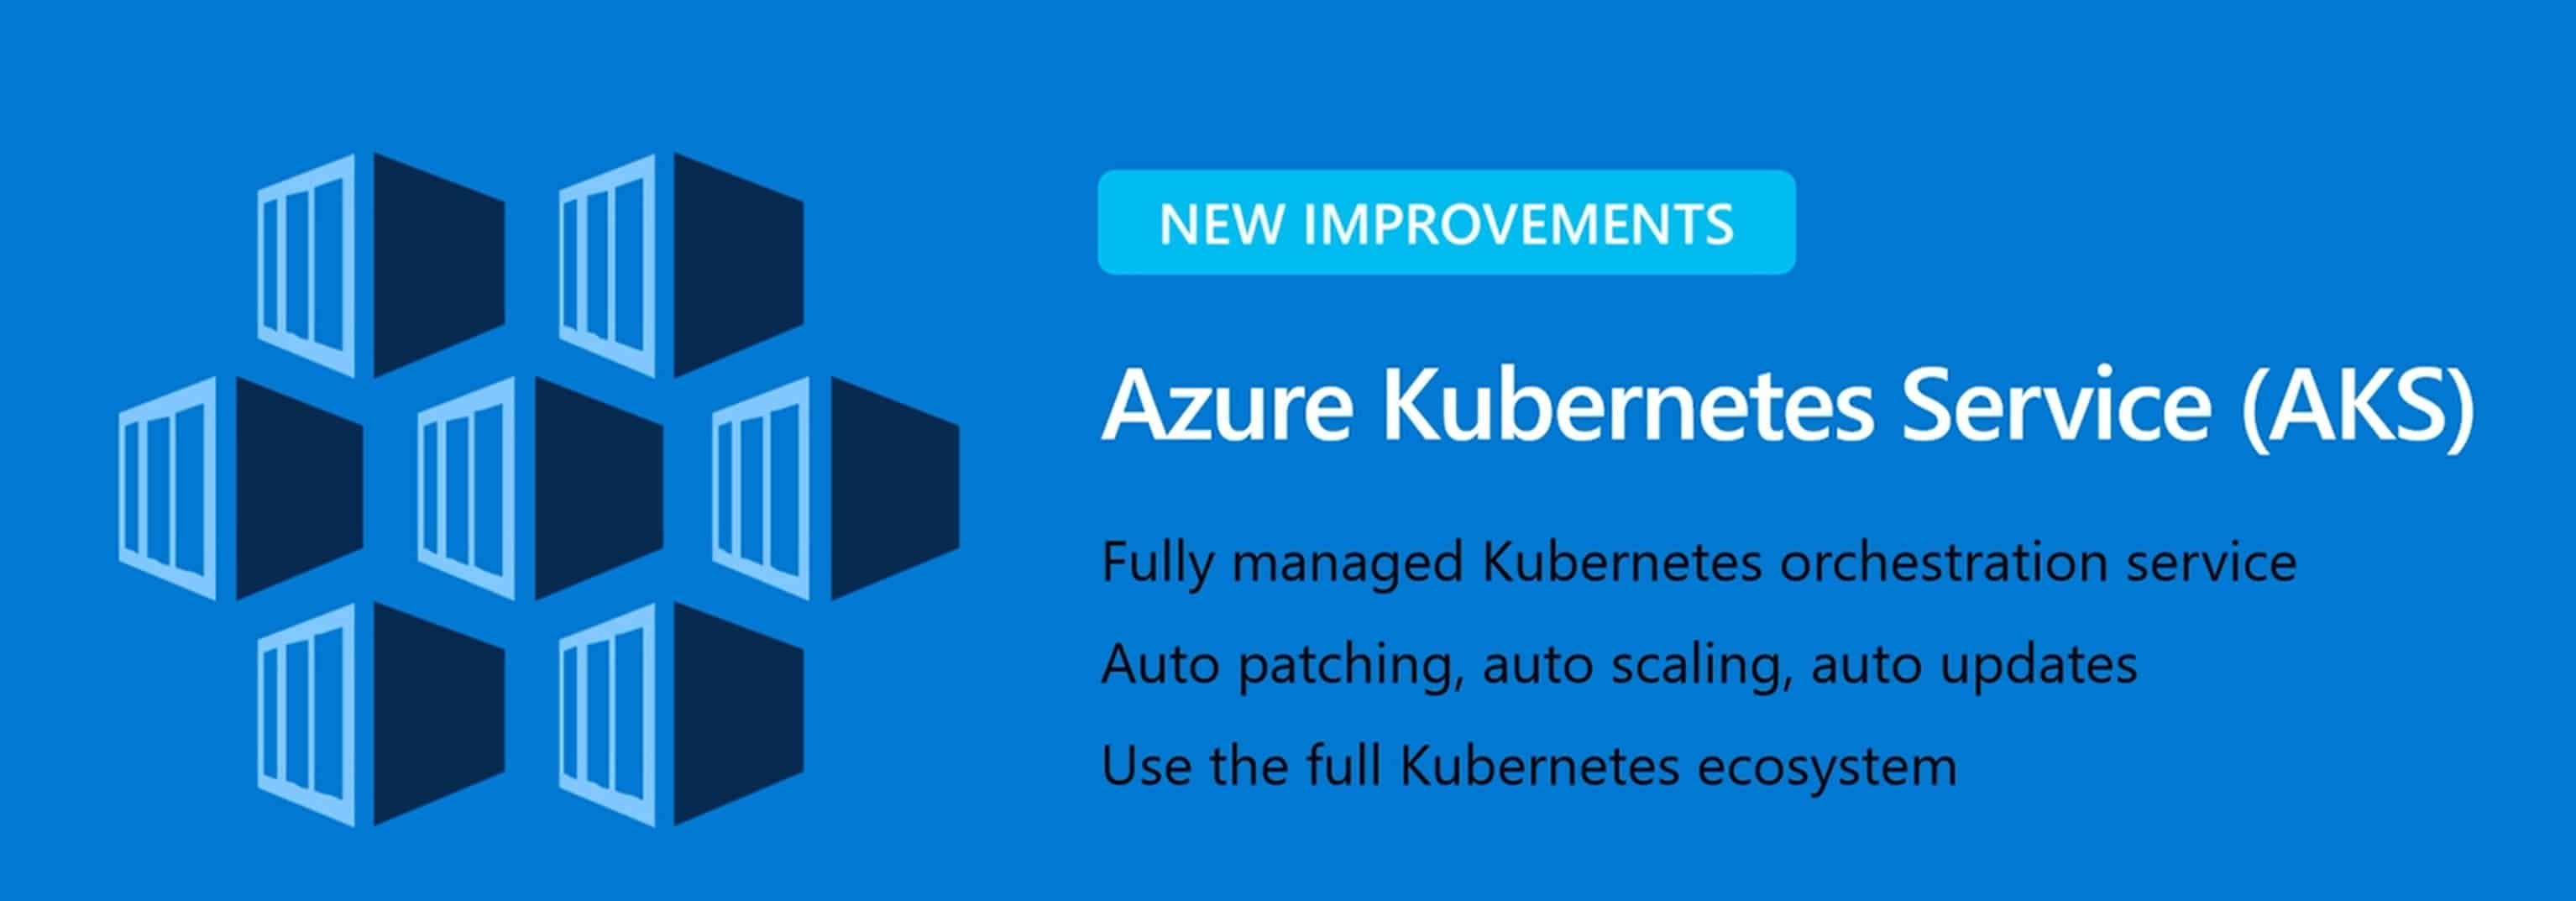 NEW IMPROVEMENTS
Azure Kubernetes Service (AKS)
Fully managed Kubernetes orchestration service
Auto patching, auto scaling, auto updates
Use the full Kubernetes ecosystem